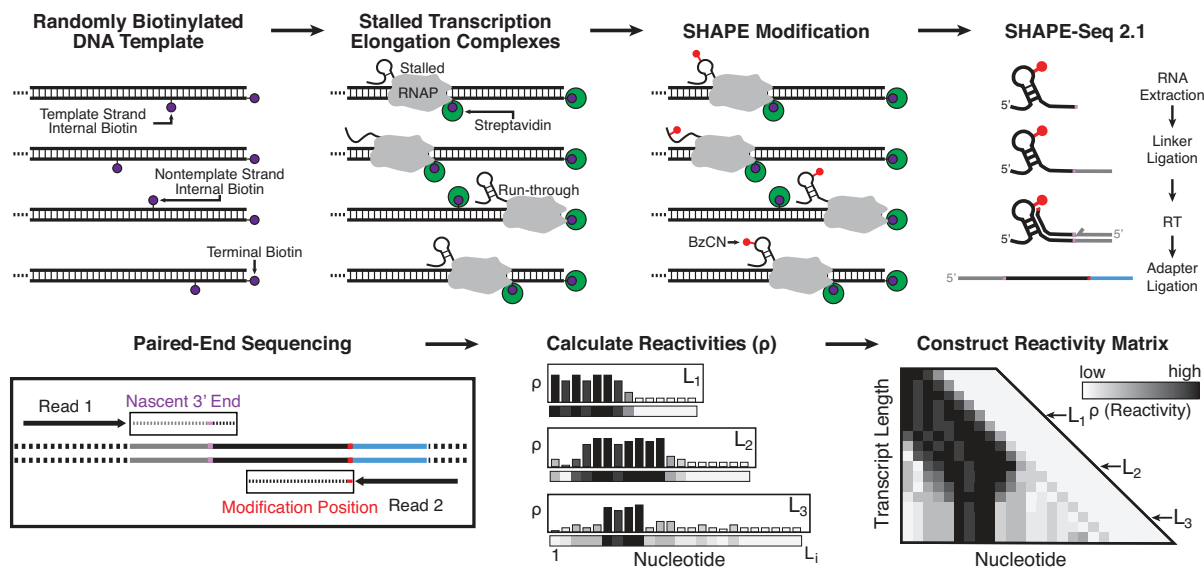 Randomly Biotinylated
DNA Template
Stalled Transcription
Elongation Complexes
SHAPE Modification
SHAPE-Seq 2.1
Template Strand
Internal Biotin
Nontemplate Strand
Internal Biotin
Terminal Biotin
Stalled
RNAP
Streptavidin
Run-through
BzCN
5'
5'
5'
5'
5'
RNA
Extraction
Linker
Ligation
RT
Adapter
Ligation
Paired-End Sequencing
Calculate Reactivities (ρ)
Construct Reactivity Matrix
Read 1
Nascent 3' End
Modification Position
Read 2
ρ
L1
ρ
L2
ρ
L3
1
Nucleotide
Li
low
high
ρ (Reactivity)
Transcript Length
L1
L2
L3
Nucleotide